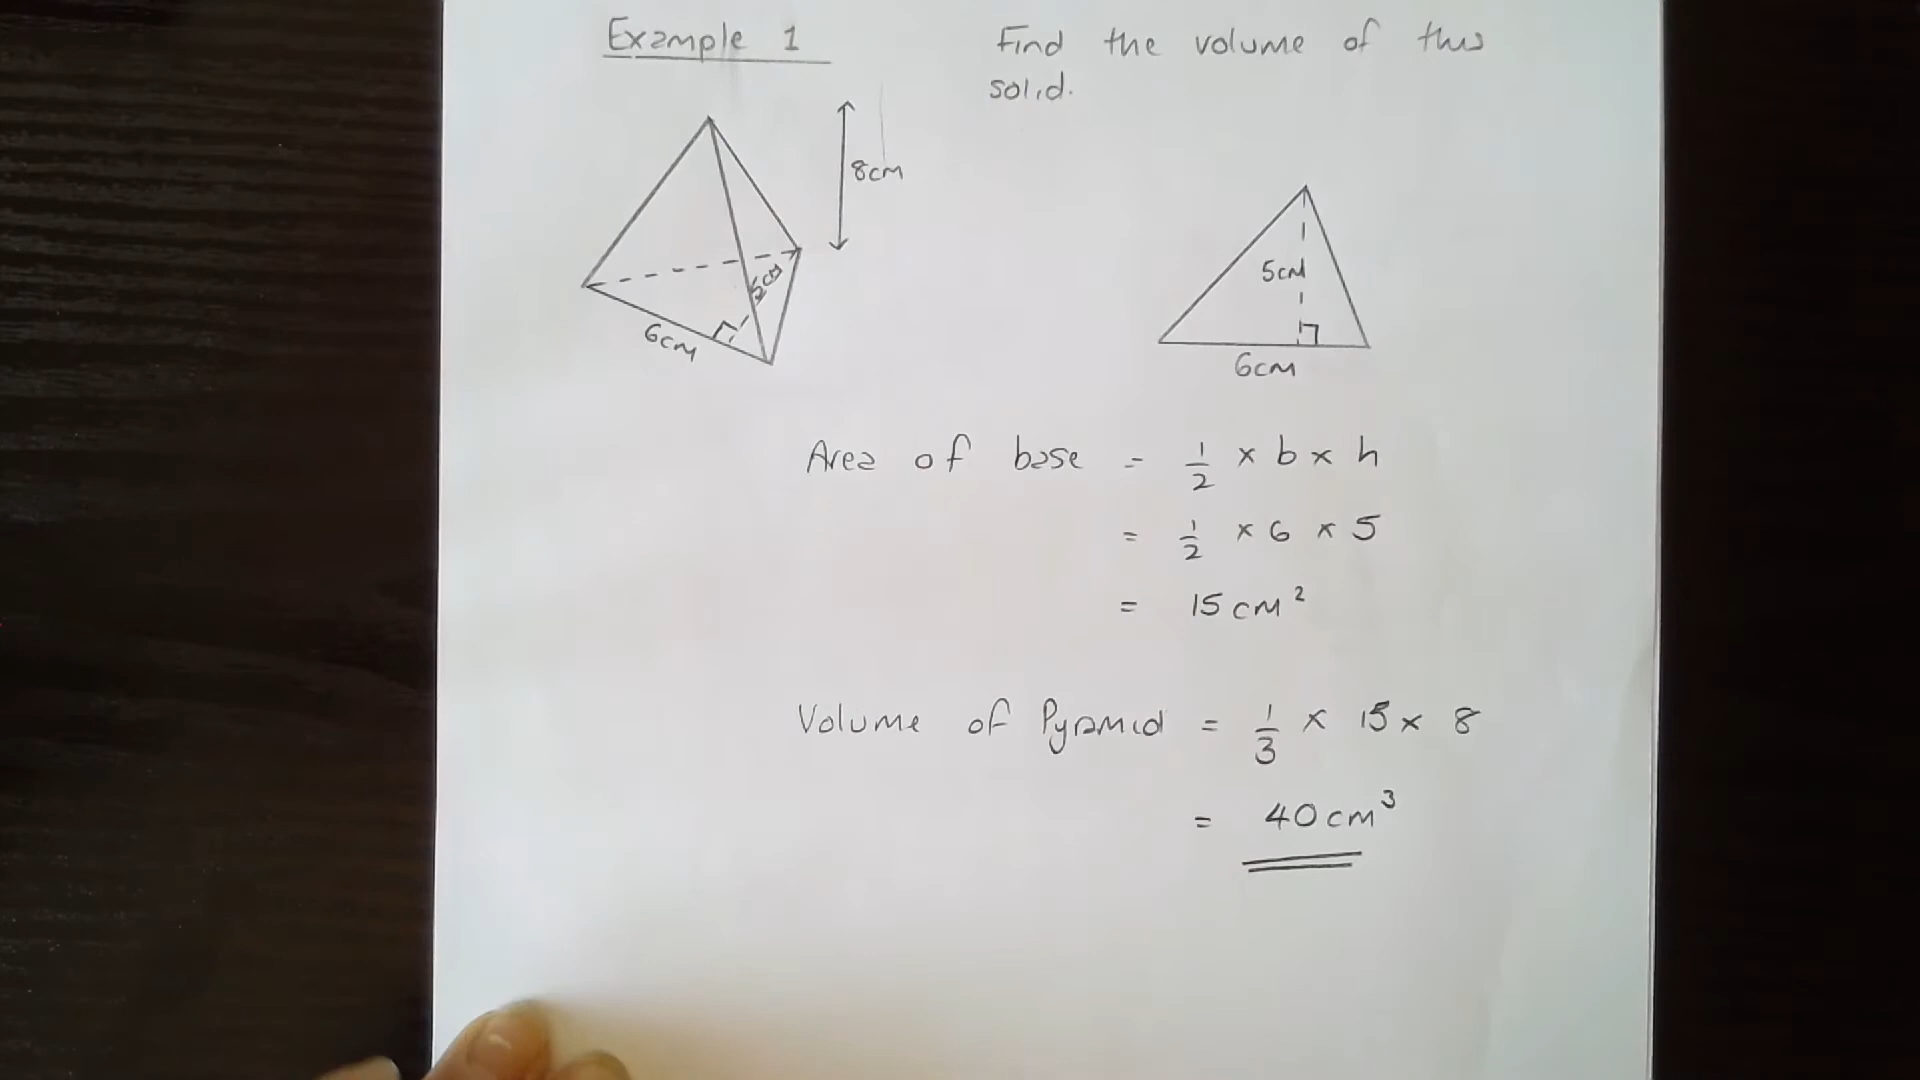 Example 1
Find the volume of this
solid.
8cm
5cm
6cm
5cm
6cm
Area of base = 1/2 × b × h
= 1/2 × 6 × 5
= 15 cm²
Volume of Pyramid = 1/3 × 15 × 8
= 40 cm³